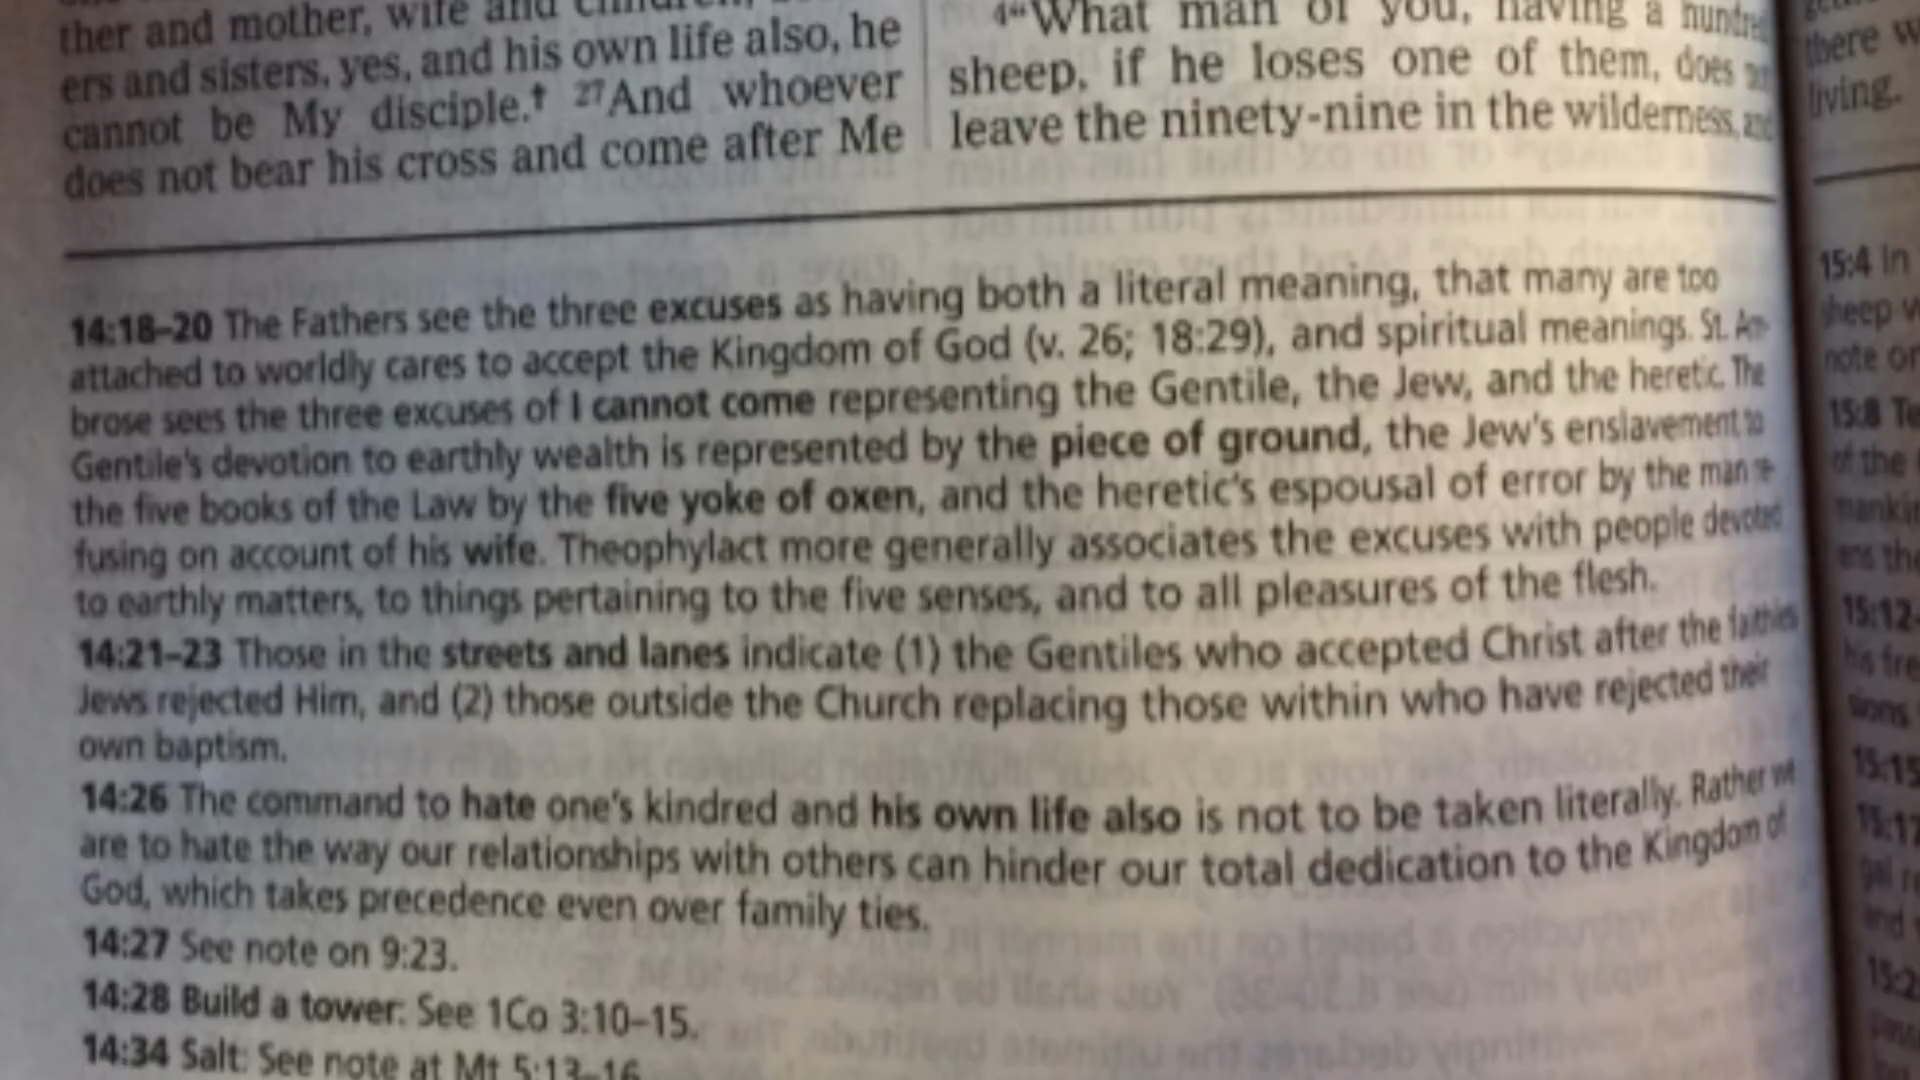 ther and mother, wife and children,
ers and sisters, yes, and his own life also, he
cannot be My disciple.† 27And whoever
does not bear his cross and come after Me
4“What man of you, having a hundred
sheep, if he loses one of them, does
leave the ninety-nine in the wilderness,
14:18–20 The Fathers see the three excuses as having both a literal meaning, that many are too
attached to worldly cares to accept the Kingdom of God (v. 26; 18:29), and spiritual meanings. St. Am-
brose sees the three excuses of I cannot come representing the Gentile, the Jew, and the heretic. The
Gentile's devotion to earthly wealth is represented by the piece of ground, the Jew's enslavement to
the five books of the Law by the five yoke of oxen, and the heretic's espousal of error by the man re-
fusing on account of his wife. Theophylact more generally associates the excuses with people devoted
to earthly matters, to things pertaining to the five senses, and to all pleasures of the flesh.
14:21–23 Those in the streets and lanes indicate (1) the Gentiles who accepted Christ after the faithless
Jews rejected Him, and (2) those outside the Church replacing those within who have rejected their
own baptism.
14:26 The command to hate one's kindred and his own life also is not to be taken literally. Rather we
are to hate the way our relationships with others can hinder our total dedication to the Kingdom of
God, which takes precedence even over family ties.
14:27 See note on 9:23.
14:28 Build a tower: See 1Co 3:10–15.
14:34 Salt: See note at Mt 5:13–16.
there
living.
15:4 In
sheep
note on
15:8
of the
15:12–
15:15